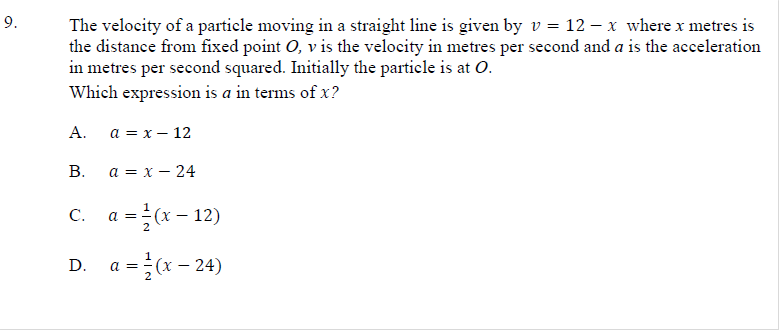 9. The velocity of a particle moving in a straight line is given by v = 12 − x where x metres is
the distance from fixed point O, v is the velocity in metres per second and a is the acceleration
in metres per second squared. Initially the particle is at O.
Which expression is a in terms of x?
A. a = x − 12
B. a = x − 24
C. a = 1/2 (x − 12)
D. a = 1/2 (x − 24)